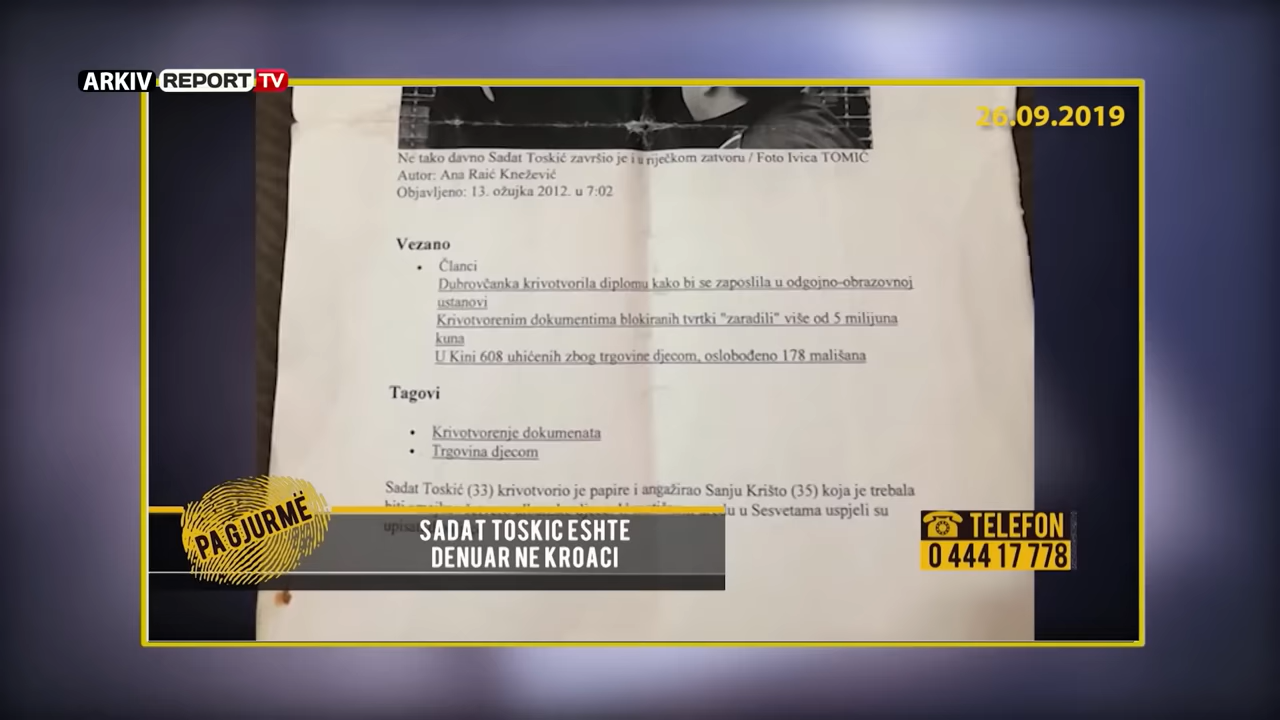 ARKIV REPORT TV
26.09.2019
Ne tako davno Sadat Toskić završio je i u riječkom zatvoru / Foto Ivica TOMIĆ
Autor: Ana Raić Knežević
Objavljeno: 13. ožujka 2012. u 7:02
Vezano
• Članci
Dubrovčanka krivotvorila diplomu kako bi se zaposlila u odgojno-obrazovnoj
ustanovi
Krivotvorenim dokumentima blokiranih tvrtki "zaradili" više od 5 milijuna
kuna
U Kini 608 uhićenih zbog trgovine djecom, oslobođeno 178 mališana
Tagovi
• Krivotvorenje dokumenata
• Trgovina djecom
Sadat Toskić (33) krivotvorio je papire i angažirao Sanju Krišto (35) koja je trebala
u Sesvetama uspjeli su
PA GJURMË
SADAT TOSKIC ESHTE
DENUAR NE KROACI
TELEFON
0 444 17 778